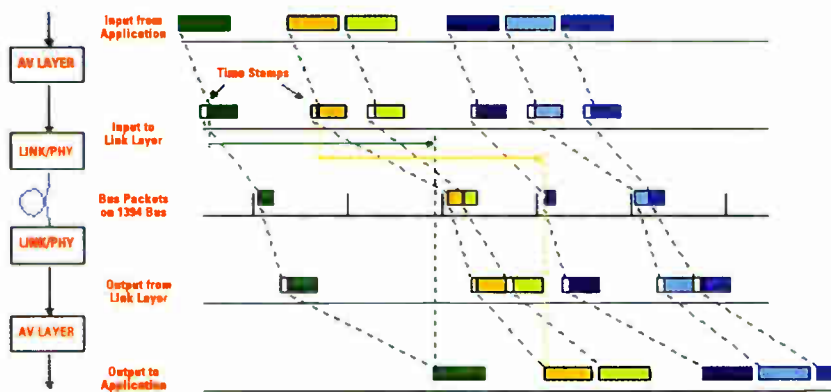 Input from
Application
AV LAYER
Time Stamps
Input to
Link Layer
LINK/PHY
Bus Packets
on 1394 Bus
LINK/PHY
Output from
Link Layer
AV LAYER
Output to
Application